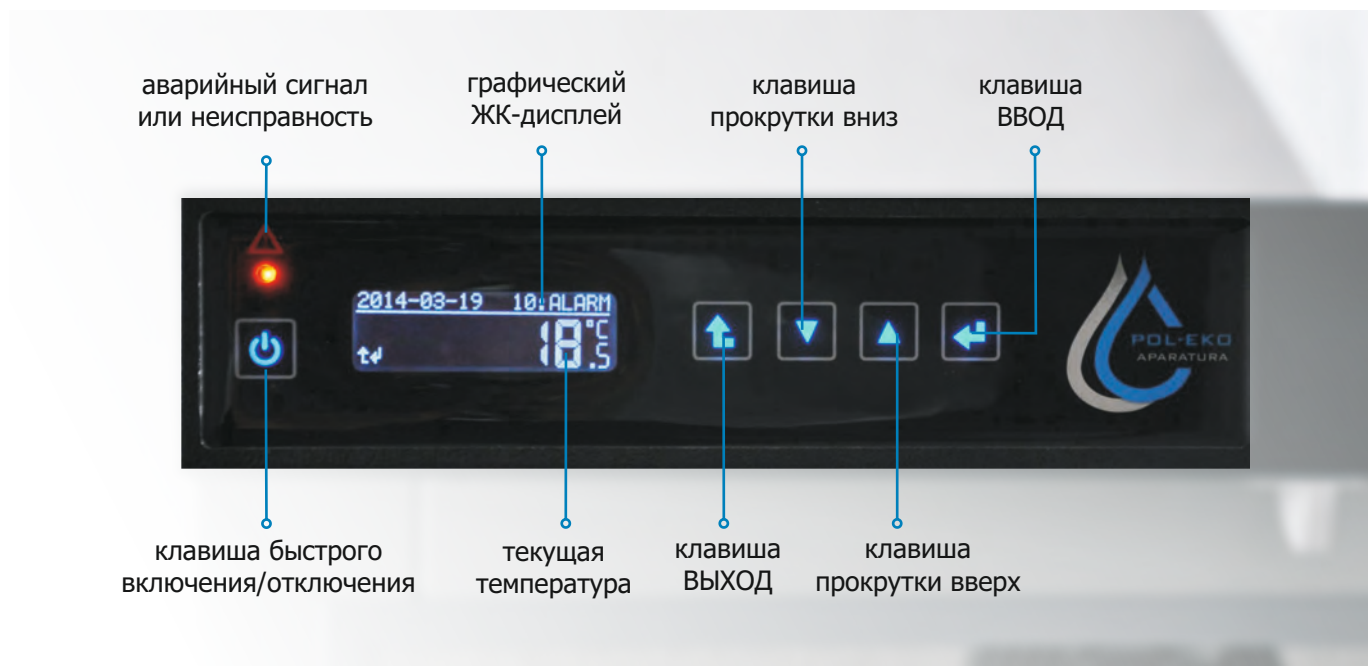 аварийный сигнал
или неисправность
графический
ЖК-дисплей
клавиша
прокрутки вниз
клавиша
ВВОД
2014-03-19 10:ALARM
18.5 °C
POL-EKO
APARATURA
клавиша быстрого
включения/отключения
текущая
температура
клавиша
ВЫХОД
клавиша
прокрутки вверх